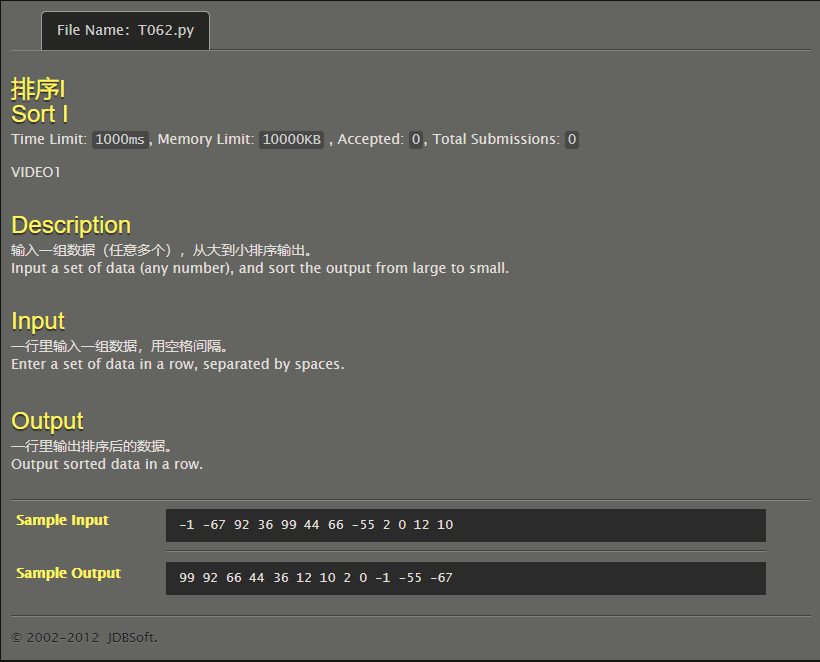 File Name: T062.py
排序I
Sort I
Time Limit: 1000ms, Memory Limit: 10000KB , Accepted: 0, Total Submissions: 0
VIDEO1
Description
输入一组数据（任意多个），从大到小排序输出。
Input a set of data (any number), and sort the output from large to small.
Input
一行里输入一组数据，用空格间隔。
Enter a set of data in a row, separated by spaces.
Output
一行里输出排序后的数据。
Output sorted data in a row.
Sample Input
-1 -67 92 36 99 44 66 -55 2 0 12 10
Sample Output
99 92 66 44 36 12 10 2 0 -1 -55 -67
© 2002-2012 JDBSoft.